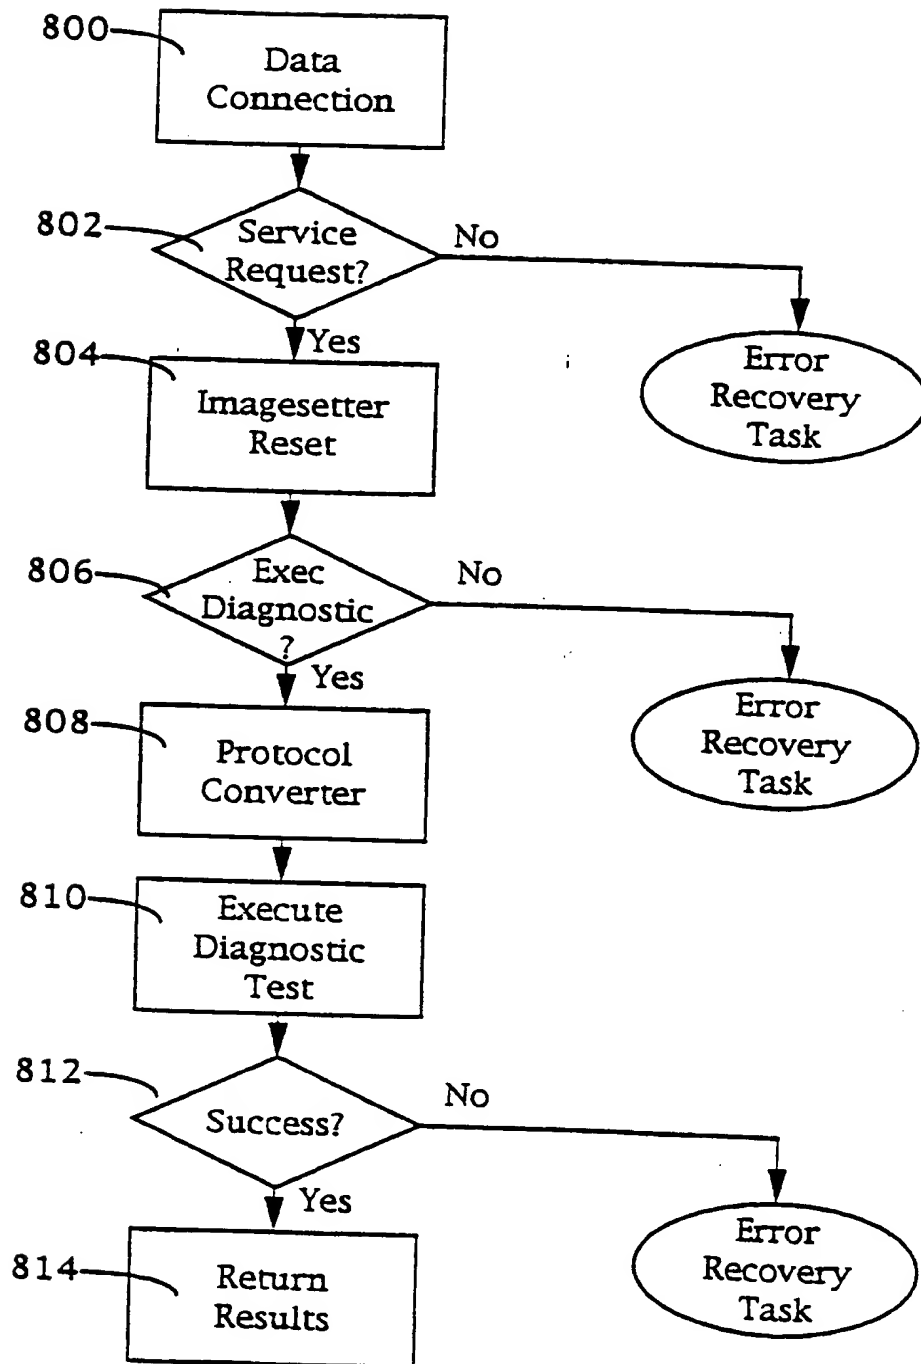 800
Data
Connection
802
Service
Request?
No
Yes
Error
Recovery
Task
804
Imagesetter
Reset
806
Exec
Diagnostic
?
No
Yes
Error
Recovery
Task
808
Protocol
Converter
810
Execute
Diagnostic
Test
812
Success?
No
Yes
Error
Recovery
Task
814
Return
Results